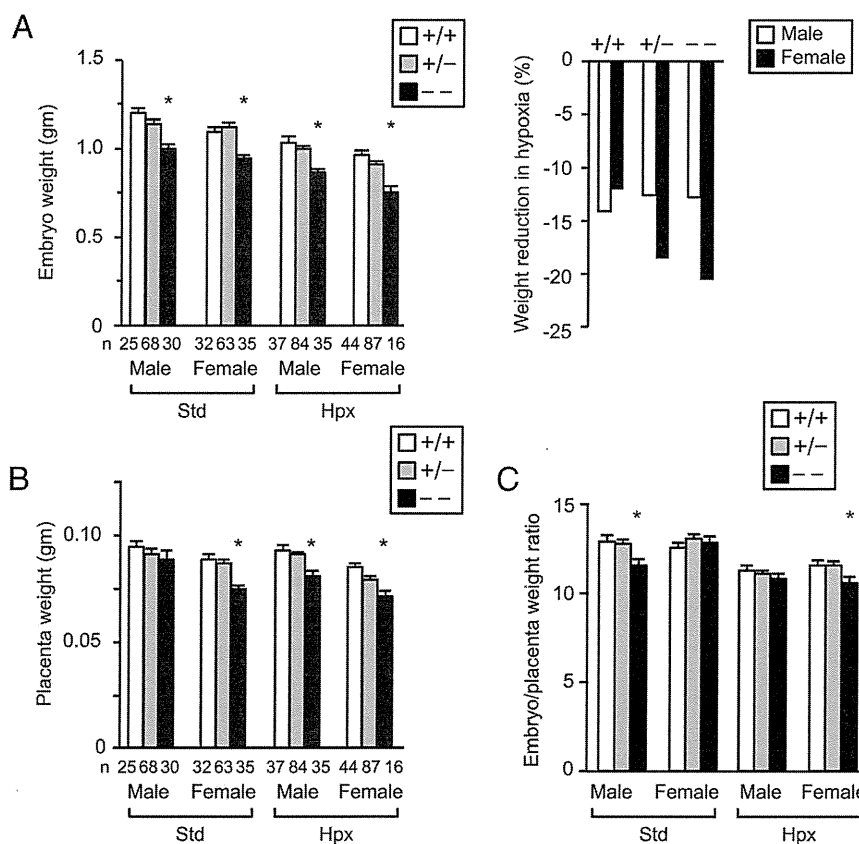 A
+/+
+/−
− −
Embryo weight (gm)
1.5
1.0
0.5
0
* * * *
n 25 68 30 32 63 35 37 84 35 44 87 16
Male Female Male Female
Std Hpx
+/+ +/− − −
Male
Female
Weight reduction in hypoxia (%)
0
-5
-10
-15
-20
-25
B
+/+
+/−
− −
Placenta weight (gm)
0.10
0.05
0
* * *
n 25 68 30 32 63 35 37 84 35 44 87 16
Male Female Male Female
Std Hpx
C
+/+
+/−
− −
Embryo/placenta weight ratio
15
10
5
0
* *
Male Female Male Female
Std Hpx